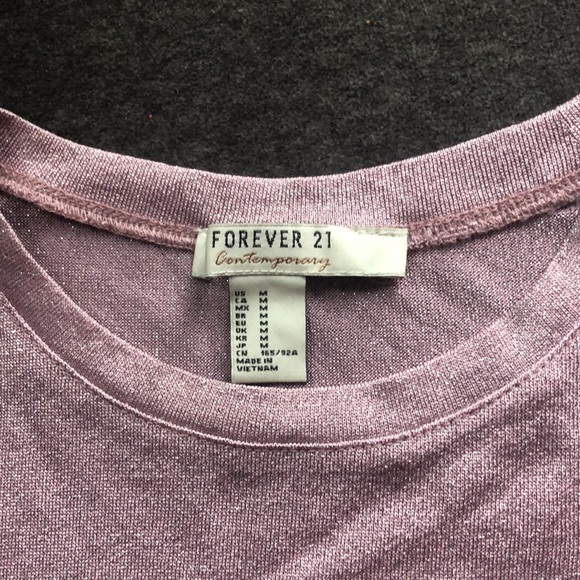 FOREVER 21
Contemporary
US M
CA M
MX M
BR M
EU M
UK M
KR M
JP M
CN 165/92A
MADE IN
VIETNAM